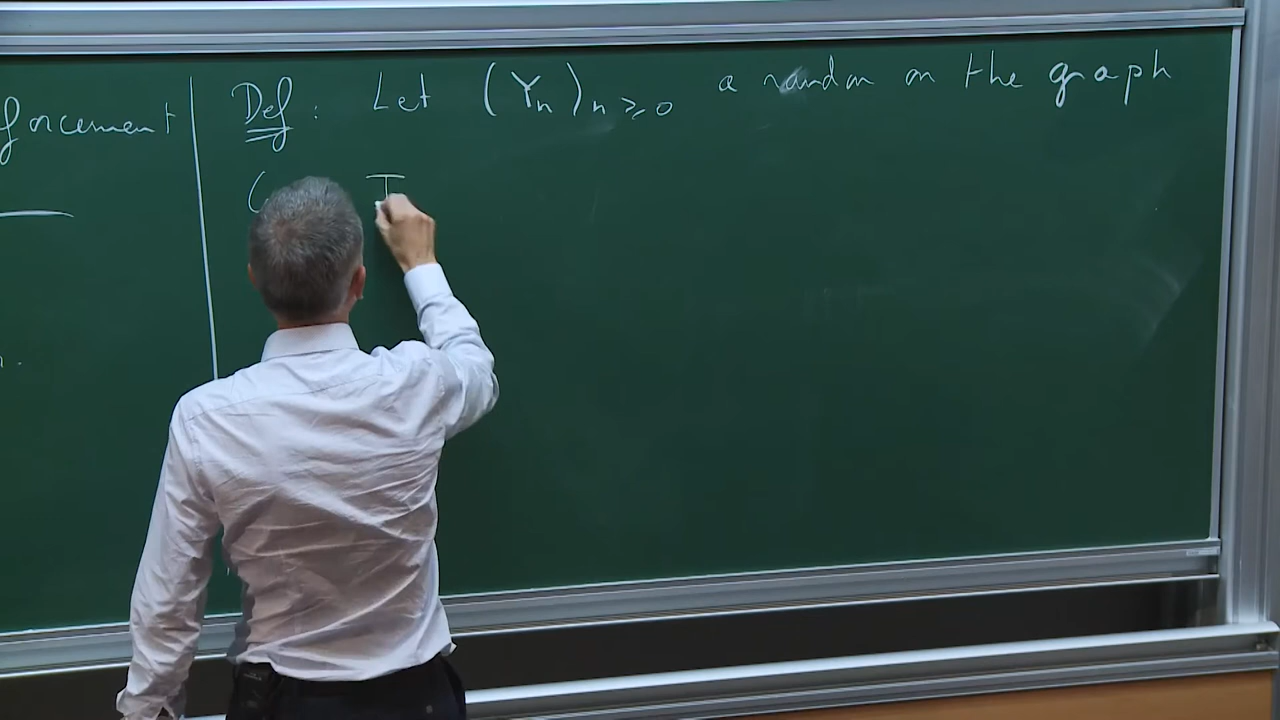 forcement
Def : Let (Yn)n≥0 a random on the graph